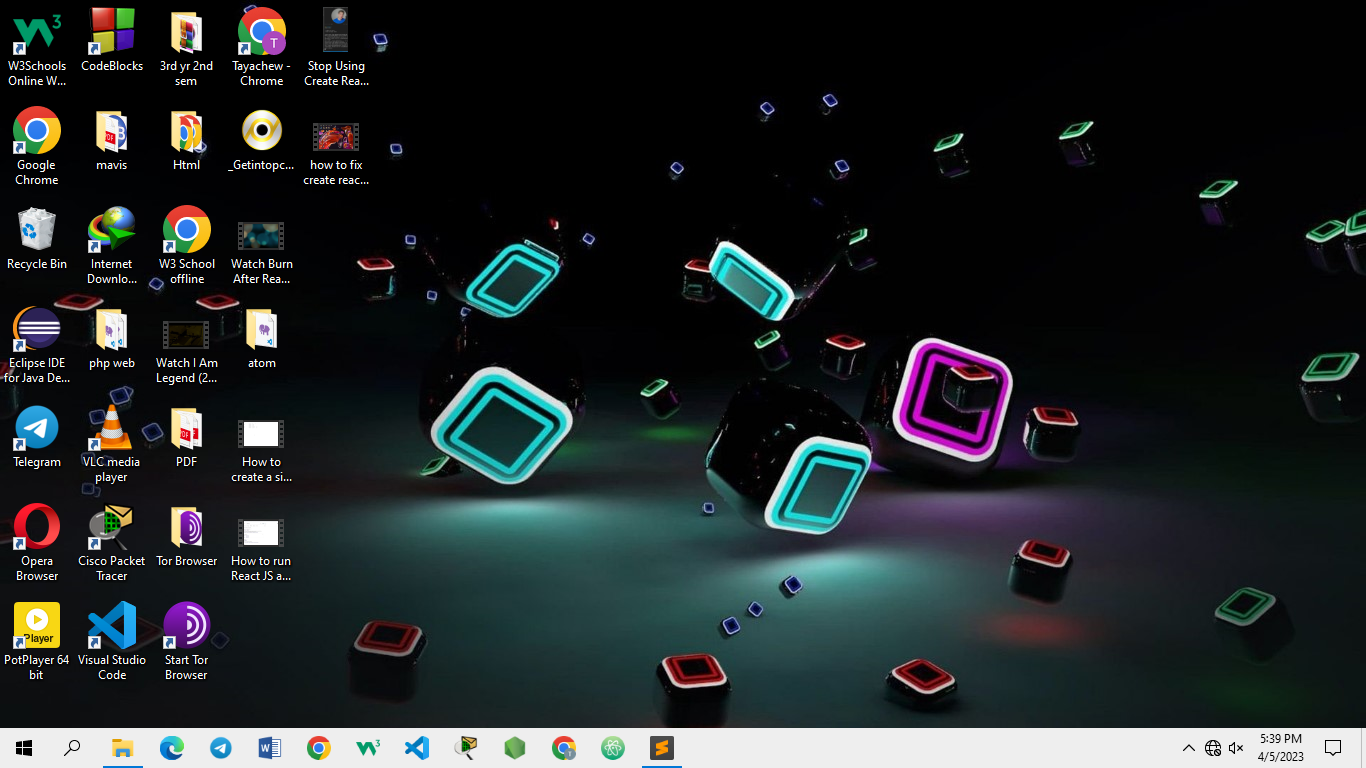 W3Schools
Online W...
CodeBlocks
3rd yr 2nd
sem
T
Tayachew -
Chrome
Stop Using
Create Rea...
Google
Chrome
PDF
mavis
Html
_Getintopc...
how to fix
create reac...
Recycle Bin
Internet
Downlo...
W3 School
offline
Watch Burn
After Rea...
Eclipse IDE
for Java De...
php web
Watch I Am
Legend (2...
atom
Telegram
VLC media
player
PDF
PDF
How to
create a si...
Opera
Browser
Cisco Packet
Tracer
Tor Browser
How to run
React JS a...
Player
PotPlayer 64
bit
Visual Studio
Code
Start Tor
Browser
5:39 PM
4/5/2023